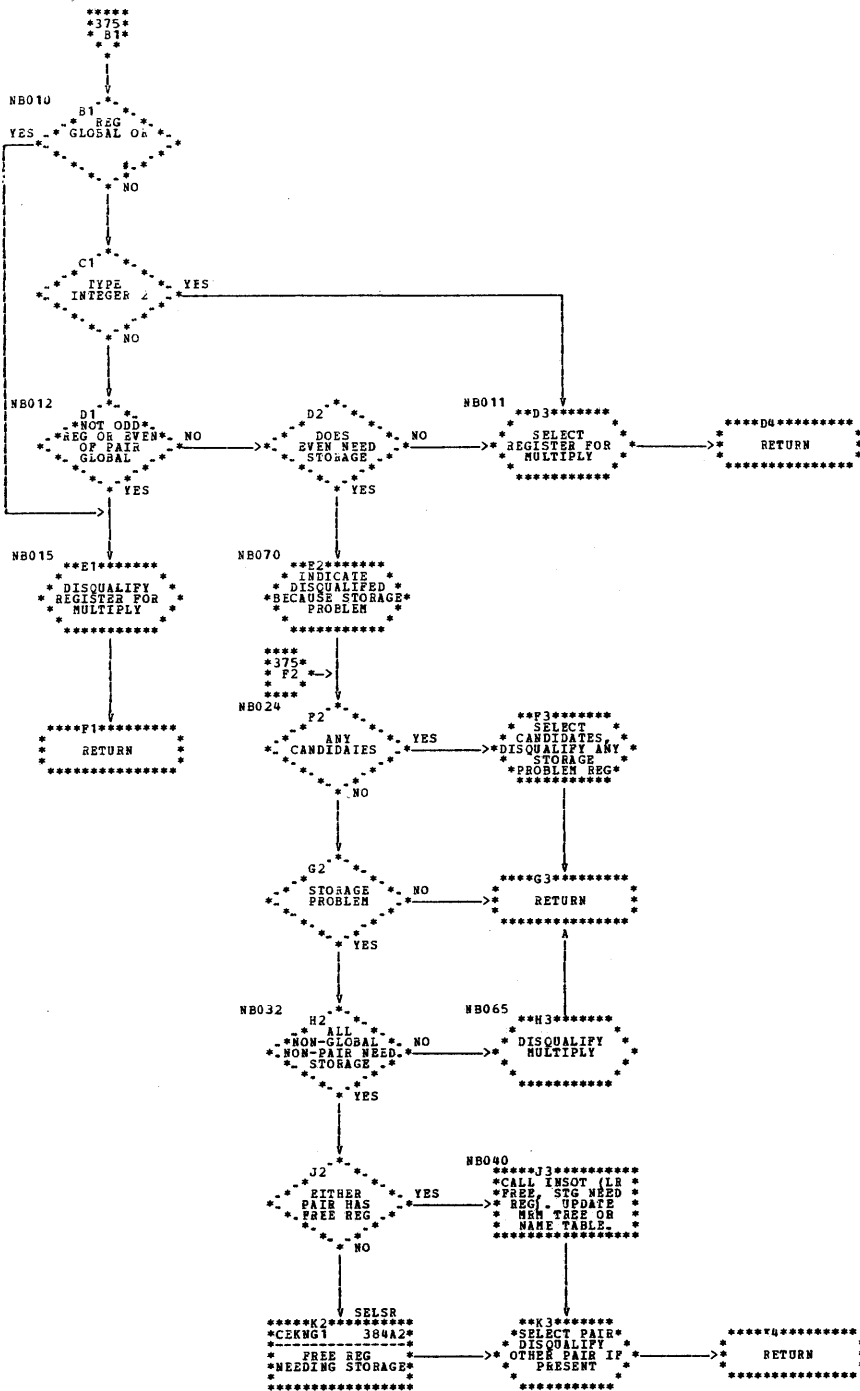 375
B1
NB010
B1
REG
GLOBAL OR
YES
NO
C1
TYPE
INTEGER 2
YES
NO
NB012
D1
NOT ODD
REG OR EVEN
OF PAIR
GLOBAL
NO
YES
D2
DOES
EVEN NEED
STORAGE
NO
YES
NB011
D3
SELECT
REGISTER FOR
MULTIPLY
D4
RETURN
NB015
E1
DISQUALIFY
REGISTER FOR
MULTIPLY
NB070
E2
INDICATE
DISQUALIFED
BECAUSE STORAGE
PROBLEM
375
F2
NB024
F1
RETURN
F2
ANY
CANDIDATES
YES
NO
F3
SELECT
CANDIDATES,
DISQUALIFY ANY
STORAGE
PROBLEM REG
G2
STORAGE
PROBLEM
NO
YES
G3
RETURN
NB032
H2
ALL
NON-GLOBAL
NON-PAIR NEED
STORAGE
NO
YES
NB065
H3
DISQUALIFY
MULTIPLY
J2
EITHER
PAIR HAS
FREE REG
YES
NO
NB040
J3
CALL INSOT (LR
FREE, STG NEED
REG). UPDATE
MRM TREE OR
NAME TABLE.
SELSR
K2
CEKNG1 384A2
FREE REG
NEEDING STORAGE
K3
SELECT PAIR
DISQUALIFY
OTHER PAIR IF
PRESENT
RETURN